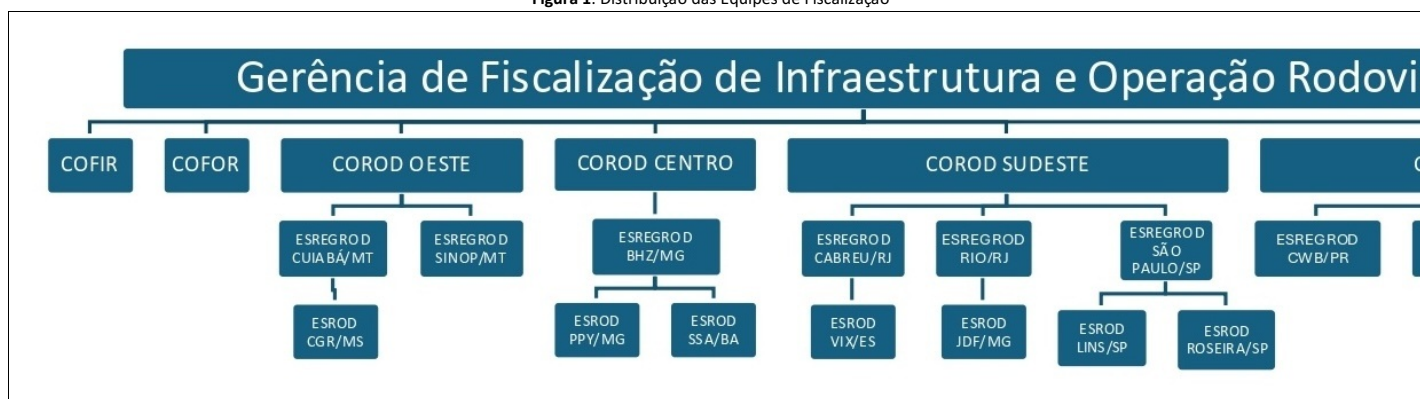 Figura 1: Distribuição das Equipes de Fiscalização
Gerência de Fiscalização de Infraestrutura e Operação Rodovi
COFIR
COFOR
COROD OESTE
COROD CENTRO
COROD SUDESTE
C
ESREGROD
CUIABÁ/MT
ESREGROD
SINOP/MT
ESREGROD
BHZ/MG
ESREGROD
CABREU/RJ
ESREGROD
RIO/RJ
ESREGROD
SÃO
PAULO/SP
ESREGROD
CWB/PR
ESROD
CGR/MS
ESROD
PPY/MG
ESROD
SSA/BA
ESROD
VIX/ES
ESROD
JDF/MG
ESROD
LINS/SP
ESROD
ROSEIRA/SP